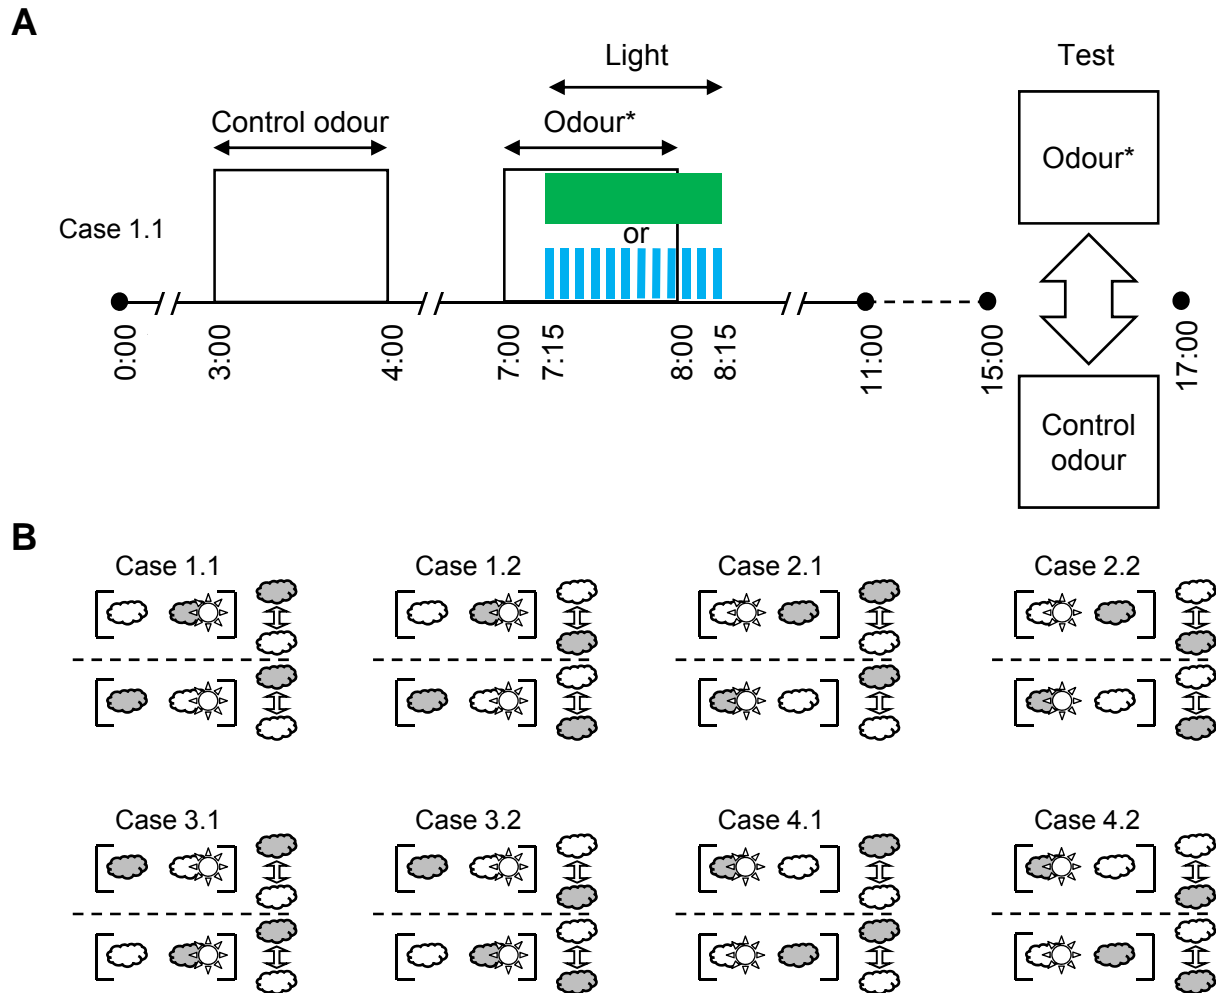 A
Light
Test
Control odour
Odour*
Odour*
Case 1.1
or
0:00
3:00
4:00
7:00
7:15
8:00
8:15
11:00
15:00
17:00
Control
odour
B
Case 1.1
Case 1.2
Case 2.1
Case 2.2
Case 3.1
Case 3.2
Case 4.1
Case 4.2